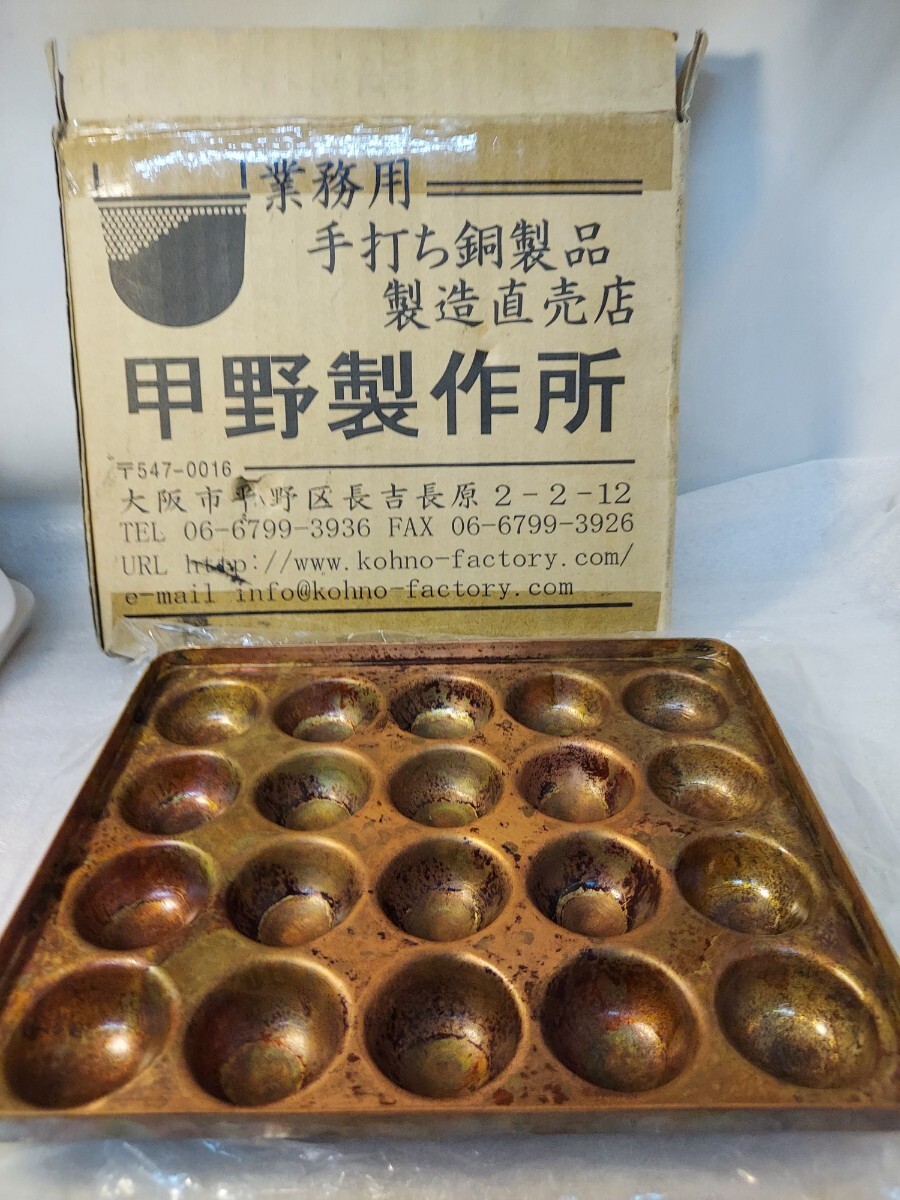 業務用
手打ち銅製品
製造直売店
甲野製作所
〒547-0016
大阪市平野区長吉長原2-2-12
TEL 06-6799-3936 FAX 06-6799-3926
URL http://www.kohno-factory.com/
e-mail info@kohno-factory.com